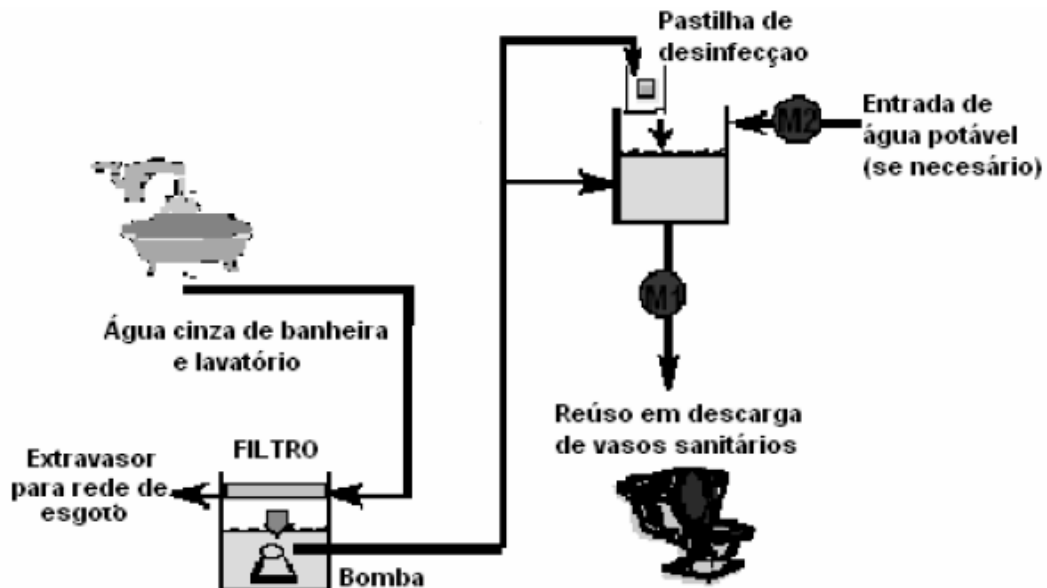 Pastilha de
desinfecçao
M2
Entrada de
água potável
(se necesário)
Água cinza de banheira
e lavatório
M1
Reúso em descarga
de vasos sanitários
Extravasor
para rede de
esgoto
FILTRO
Bomba